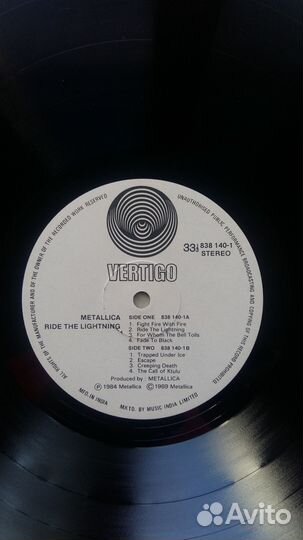 ALL RIGHTS OF THE MANUFACTURER AND OF THE OWNER OF THE RECORDED WORK RESERVED
UNAUTHORISED PUBLIC PERFORMANCE BROADCASTING AND COPYING OF THIS RECORD PROHIBITED
33⅓ 838 140-1
STEREO
VERTIGO
METALLICA
RIDE THE LIGHTNING
SIDE ONE 838 140-1A
1. Fight Fire With Fire
2. Ride The Lightning
3. For Whom The Bell Tolls
4. Fade To Black
SIDE TWO 838 140-1B
1. Trapped Under Ice
2. Escape
3. Creeping Death
4. The Call of Ktulu
Produced by : METALLICA
Ⓟ 1984 Metallica © 1989 Metallica
MFD. IN INDIA
MKTD. BY MUSIC INDIA LIMITED
Avito